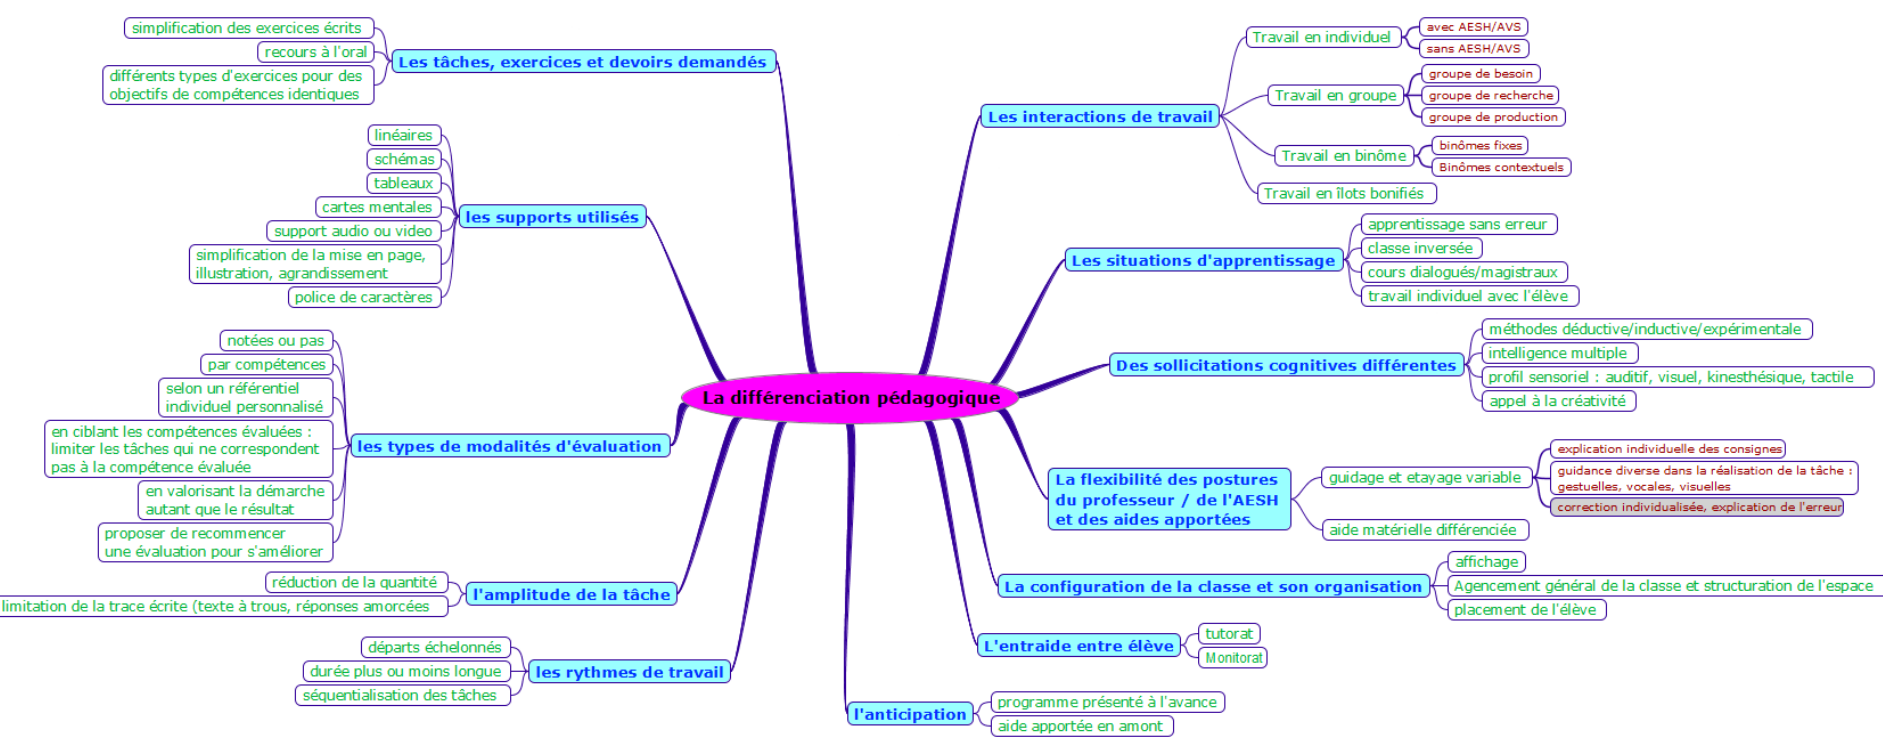 La différenciation pédagogique
Les tâches, exercices et devoirs demandés
simplification des exercices écrits
recours à l'oral
différents types d'exercices pour des
objectifs de compétences identiques
les supports utilisés
linéaires
schémas
tableaux
cartes mentales
support audio ou video
simplification de la mise en page,
illustration, agrandissement
police de caractères
les types de modalités d'évaluation
notées ou pas
par compétences
selon un référentiel
individuel personnalisé
en ciblant les compétences évaluées :
limiter les tâches qui ne correspondent
pas à la compétence évaluée
en valorisant la démarche
autant que le résultat
proposer de recommencer
une évaluation pour s'améliorer
l'amplitude de la tâche
réduction de la quantité
limitation de la trace écrite (texte à trous, réponses amorcées
les rythmes de travail
départs échelonnés
durée plus ou moins longue
séquentialisation des tâches
Les interactions de travail
Travail en individuel
avec AESH/AVS
sans AESH/AVS
Travail en groupe
groupe de besoin
groupe de recherche
groupe de production
Travail en binôme
binômes fixes
Binômes contextuels
Travail en îlots bonifiés
Les situations d'apprentissage
apprentissage sans erreur
classe inversée
cours dialogués/magistraux
travail individuel avec l'élève
Des sollicitations cognitives différentes
méthodes déductive/inductive/expérimentale
intelligence multiple
profil sensoriel : auditif, visuel, kinesthésique, tactile
appel à la créativité
La flexibilité des postures
du professeur / de l'AESH
et des aides apportées
guidage et etayage variable
explication individuelle des consignes
guidance diverse dans la réalisation de la tâche :
gestuelles, vocales, visuelles
correction individualisée, explication de l'erreur
aide matérielle différenciée
La configuration de la classe et son organisation
affichage
Agencement général de la classe et structuration de l'espace
placement de l'élève
L'entraide entre élève
tutorat
Monitorat
l'anticipation
programme présenté à l'avance
aide apportée en amont